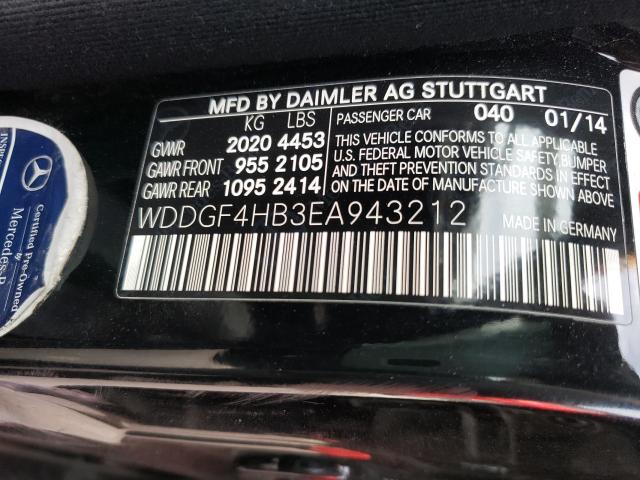 MFD BY DAIMLER AG STUTTGART
KG LBS
GVWR 2020 4453
GAWR FRONT 955 2105
GAWR REAR 1095 2414
PASSENGER CAR 040 01/14
THIS VEHICLE CONFORMS TO ALL APPLICABLE
U.S. FEDERAL MOTOR VEHICLE SAFETY, BUMPER
AND THEFT PREVENTION STANDARDS IN EFFECT
ON THE DATE OF MANUFACTURE SHOWN ABOVE
WDDGF4HB3EA943212 MADE IN GERMANY
Certified Pre-Owned
by